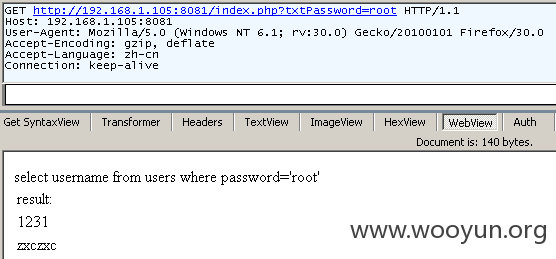 GET http://192.168.1.105:8081/index.php?txtPassword=root HTTP/1.1
Host: 192.168.1.105:8081
User-Agent: Mozilla/5.0 (Windows NT 6.1; rv:30.0) Gecko/20100101 Firefox/30.0
Accept-Encoding: gzip, deflate
Accept-Language: zh-cn
Connection: keep-alive
Get SyntaxView Transformer Headers TextView ImageView HexView WebView Auth
Document is: 140 bytes.
select username from users where password='root'
result:
1231
zxczxc
www.wooyun.org